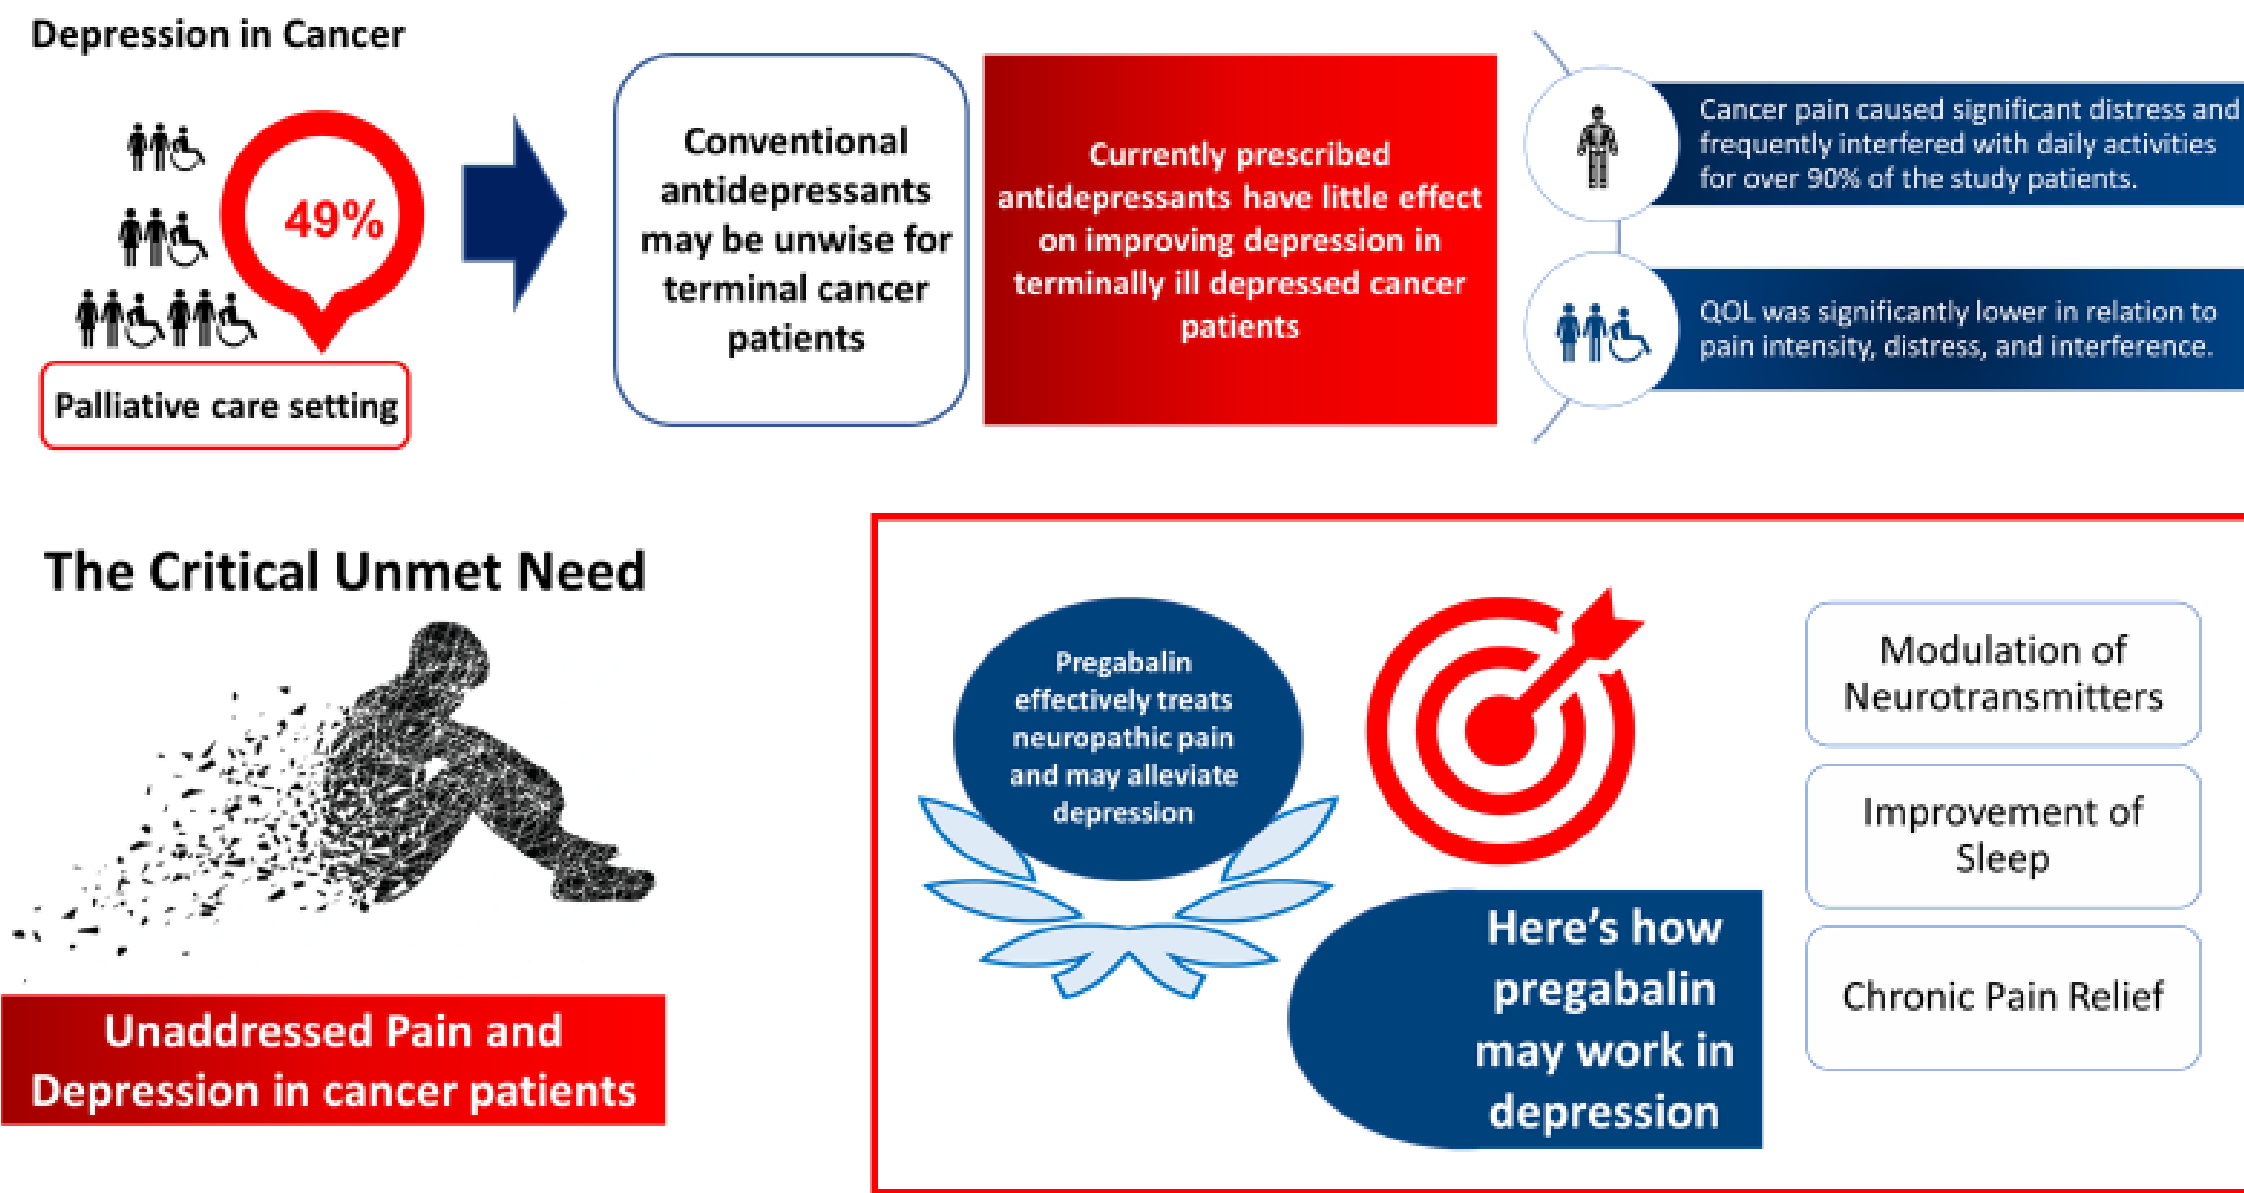 Depression in Cancer
49%
Palliative care setting
Conventional
antidepressants
may be unwise for
terminal cancer
patients
Currently prescribed
antidepressants have little effect
on improving depression in
terminally ill depressed cancer
patients
Cancer pain caused significant distress and
frequently interfered with daily activities
for over 90% of the study patients.
QOL was significantly lower in relation to
pain intensity, distress, and interference.
The Critical Unmet Need
Unaddressed Pain and
Depression in cancer patients
Pregabalin
effectively treats
neuropathic pain
and may alleviate
depression
Here's how
pregabalin
may work in
depression
Modulation of
Neurotransmitters
Improvement of
Sleep
Chronic Pain Relief